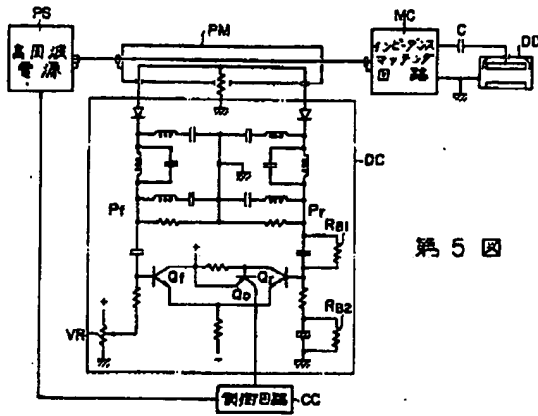 PS
PM
MC
高周波
電源
インピーダンス
マッチング
回路
C
DD
DC
Pf
Pr
RB1
+
Qf
Qo
Qr
+
VR
RB2
−
第5図
制御回路
CC